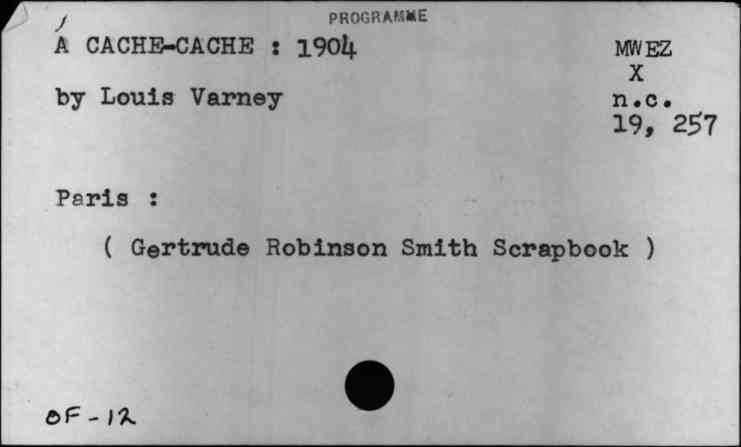 PROGRAMME
À CACHE-CACHE : 1904
MWEZ
X
by Louis Varney
n.c.
19, 257
Paris :
( Gertrude Robinson Smith Scrapbook )
OF-12